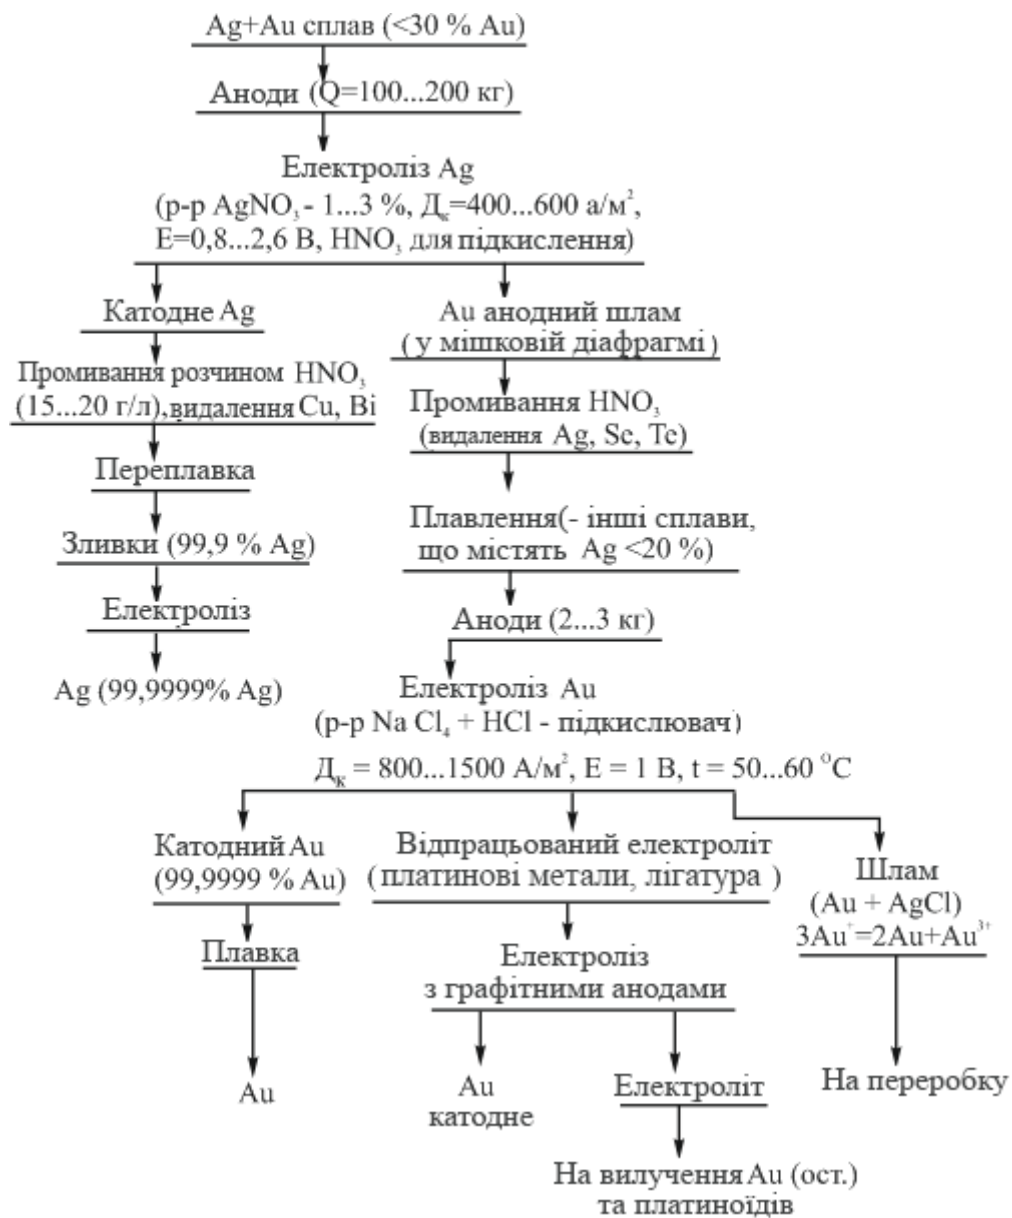 Ag+Au сплав (<30 % Au)
Аноди (Q=100...200 кг)
Електроліз Ag
(р-р AgNO₃ - 1...3 %, Дₖ=400...600 а/м²,
E=0,8...2,6 В, HNO₃ для підкислення)
Катодне Ag
Промивання розчином HNO₃
(15...20 г/л),видалення Cu, Bi
Переплавка
Зливки (99,9 % Ag)
Електроліз
Ag (99,9999% Ag)
Au анодний шлам
( у мішковій діафрагмі )
Промивання HNO₃
(видалення Ag, Se, Te)
Плавлення(- інші сплави,
що містять Ag <20 %)
Аноди (2...3 кг)
Електроліз Au
(р-р Na Cl₄ + HCl - підкислювач)
Дₖ = 800...1500 А/м², E = 1 В, t = 50...60 °C
Катодний Au
(99,9999 % Au)
Плавка
Au
Відпрацьований електроліт
(платинові метали, лігатура )
Електроліз
з графітними анодами
Au
катодне
Електроліт
На вилучення Au (ост.)
та платиноїдів
Шлам
(Au + AgCl)
3Au⁺=2Au+Au³⁺
На переробку